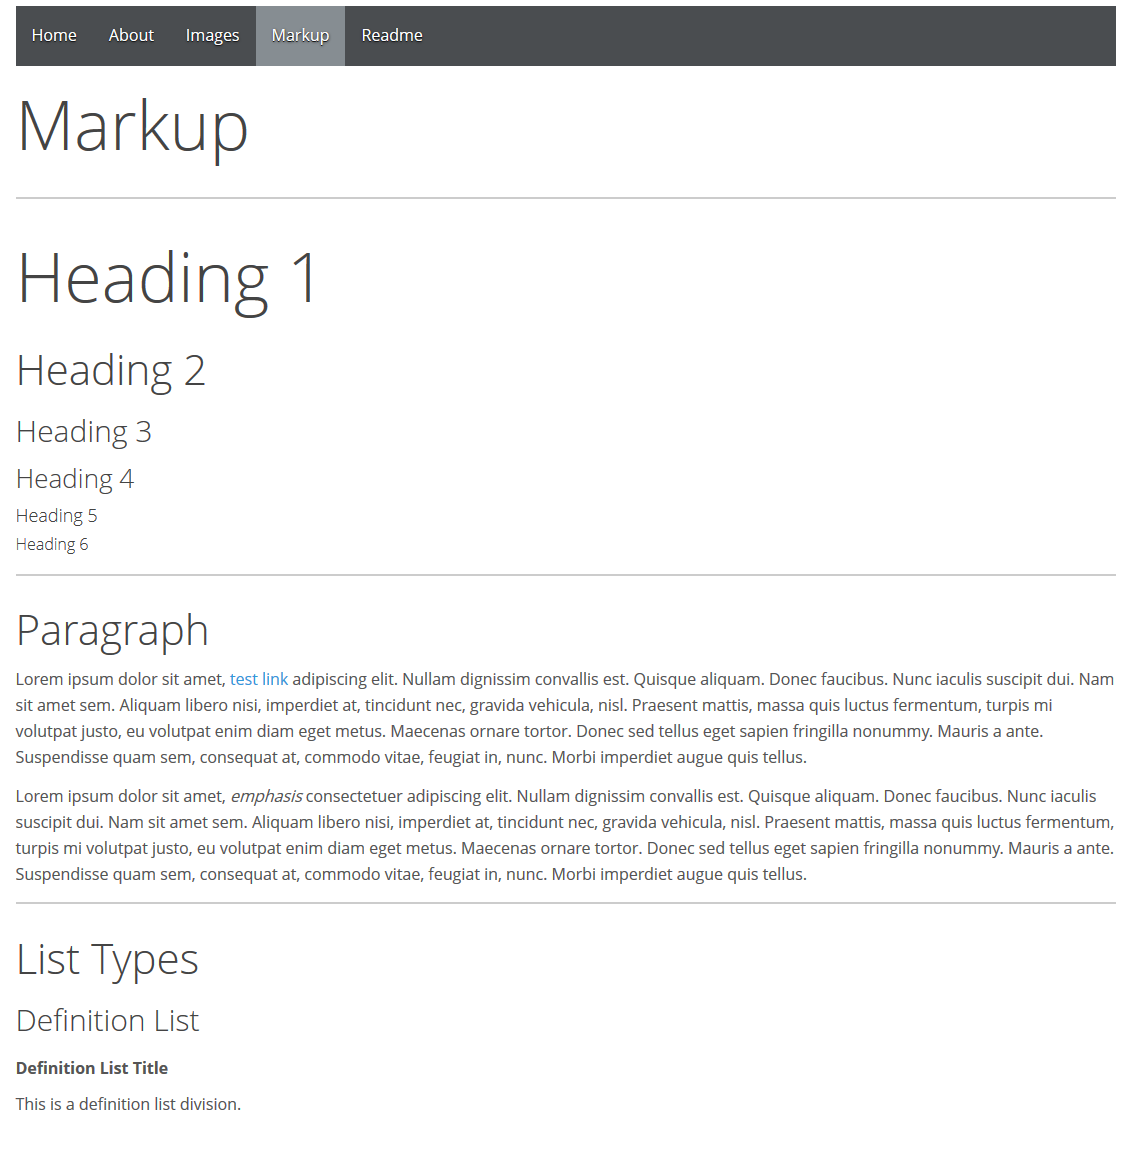 Home About Images Markup Readme
Markup
Heading 1
Heading 2
Heading 3
Heading 4
Heading 5
Heading 6
Paragraph
Lorem ipsum dolor sit amet, test link adipiscing elit. Nullam dignissim convallis est. Quisque aliquam. Donec faucibus. Nunc iaculis suscipit dui. Nam
sit amet sem. Aliquam libero nisi, imperdiet at, tincidunt nec, gravida vehicula, nisl. Praesent mattis, massa quis luctus fermentum, turpis mi
volutpat justo, eu volutpat enim diam eget metus. Maecenas ornare tortor. Donec sed tellus eget sapien fringilla nonummy. Mauris a ante.
Suspendisse quam sem, consequat at, commodo vitae, feugiat in, nunc. Morbi imperdiet augue quis tellus.
Lorem ipsum dolor sit amet, emphasis consectetuer adipiscing elit. Nullam dignissim convallis est. Quisque aliquam. Donec faucibus. Nunc iaculis
suscipit dui. Nam sit amet sem. Aliquam libero nisi, imperdiet at, tincidunt nec, gravida vehicula, nisl. Praesent mattis, massa quis luctus fermentum,
turpis mi volutpat justo, eu volutpat enim diam eget metus. Maecenas ornare tortor. Donec sed tellus eget sapien fringilla nonummy. Mauris a ante.
Suspendisse quam sem, consequat at, commodo vitae, feugiat in, nunc. Morbi imperdiet augue quis tellus.
List Types
Definition List
Definition List Title
This is a definition list division.